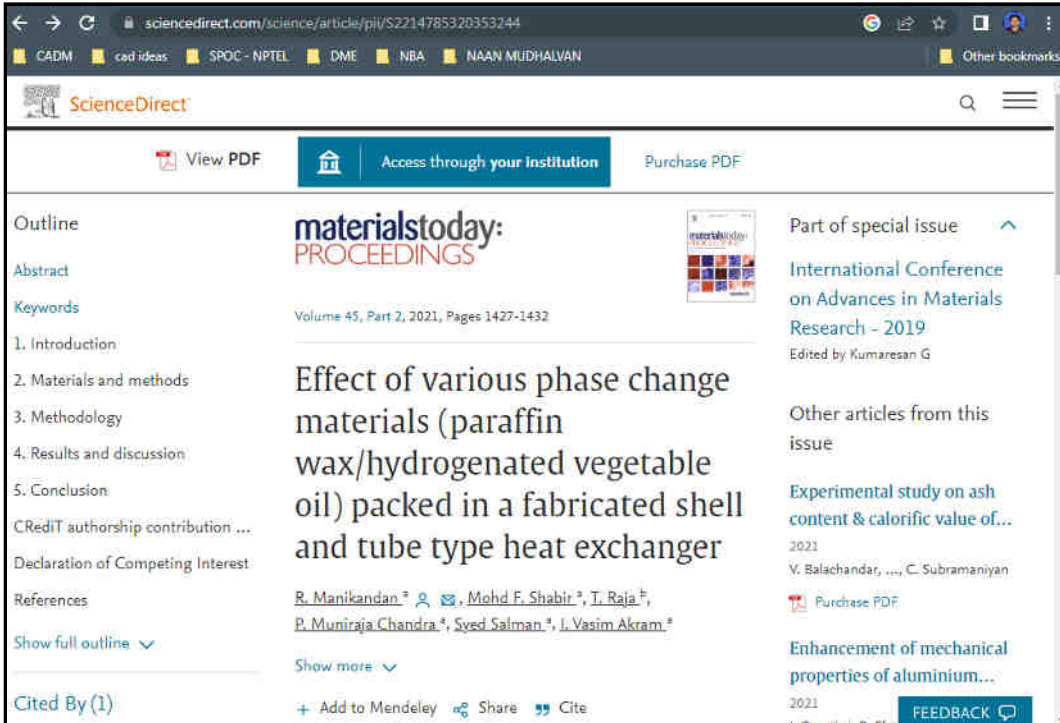 sciencedirect.com/science/article/pii/S2214785320353244
CADM cad ideas SPOC - NPTEL DME NBA NAAN MUDHALVAN Other bookmarks
ScienceDirect
View PDF Access through your institution Purchase PDF
Outline
Abstract
Keywords
1. Introduction
2. Materials and methods
3. Methodology
4. Results and discussion
5. Conclusion
CRediT authorship contribution ...
Declaration of Competing Interest
References
Show full outline
Cited By (1)
materialstoday:
PROCEEDINGS
Volume 45, Part 2, 2021, Pages 1427-1432
Effect of various phase change
materials (paraffin
wax/hydrogenated vegetable
oil) packed in a fabricated shell
and tube type heat exchanger
R. Manikandan a, Mohd F. Shabir a, T. Raja b,
P. Muniraja Chandra a, Syed Salman a, J. Vasim Akram a
Show more
+ Add to Mendeley Share Cite
materialstoday:
PROCEEDINGS
Part of special issue
International Conference
on Advances in Materials
Research - 2019
Edited by Kumaresan G
Other articles from this
issue
Experimental study on ash
content & calorific value of...
2021
V. Balachandar, ..., C. Subramaniyan
Purchase PDF
Enhancement of mechanical
properties of aluminium...
2021
FEEDBACK